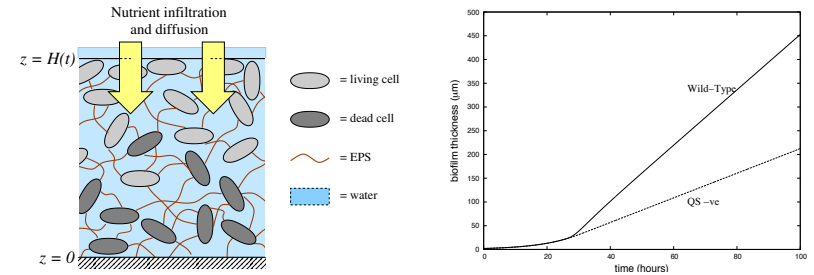 Nutrient infiltration
and diffusion
z = H(t)
z = 0
= living cell
= dead cell
= EPS
= water
biofilm thickness (μm)
500
450
400
350
300
250
200
150
100
50
0
Wild−Type
QS −ve
0
20
40
60
80
100
time (hours)